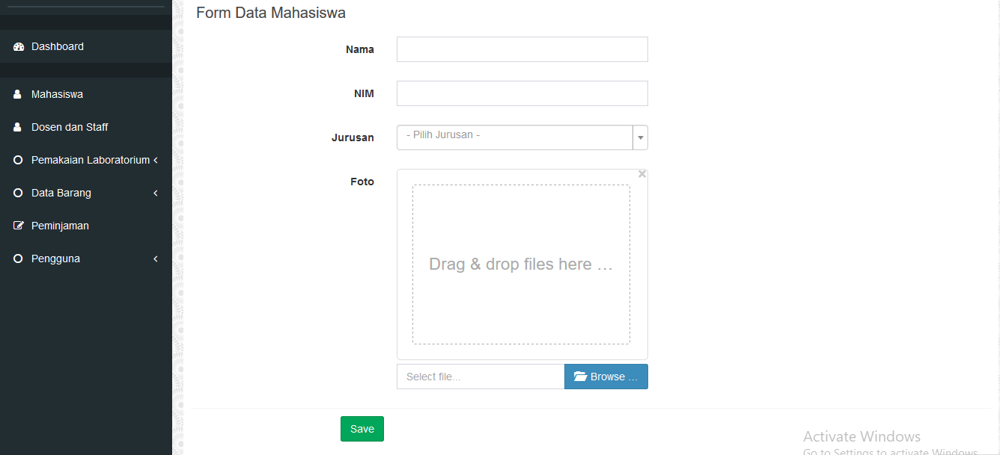 Form Data Mahasiswa
Dashboard
Mahasiswa
Dosen dan Staff
Pemakaian Laboratorium
Data Barang
Peminjaman
Pengguna
Nama
NIM
Jurusan
- Pilih Jurusan -
Foto
Drag & drop files here …
Select file...
Browse …
Save
Activate Windows
Go to Settings to activate Windows.